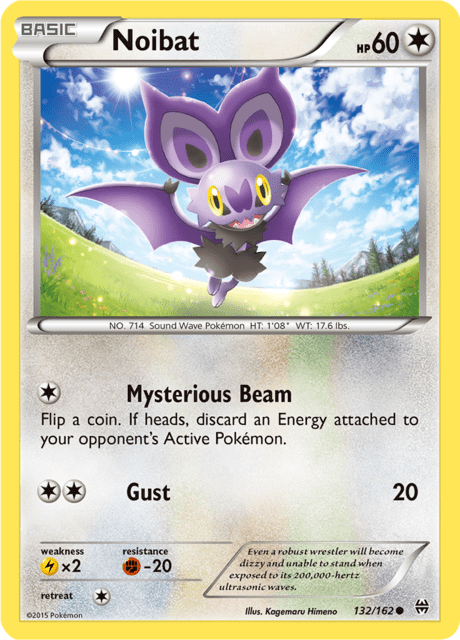 BASIC
Noibat
HP60
NO. 714 Sound Wave Pokémon HT: 1'08" WT: 17.6 lbs.
Mysterious Beam
Flip a coin. If heads, discard an Energy attached to
your opponent's Active Pokémon.
Gust 20
weakness
×2
resistance
-20
retreat
Even a robust wrestler will become
dizzy and unable to stand when
exposed to its 200,000-hertz
ultrasonic waves.
©2015 Pokémon
Illus. Kagemaru Himeno
132/162